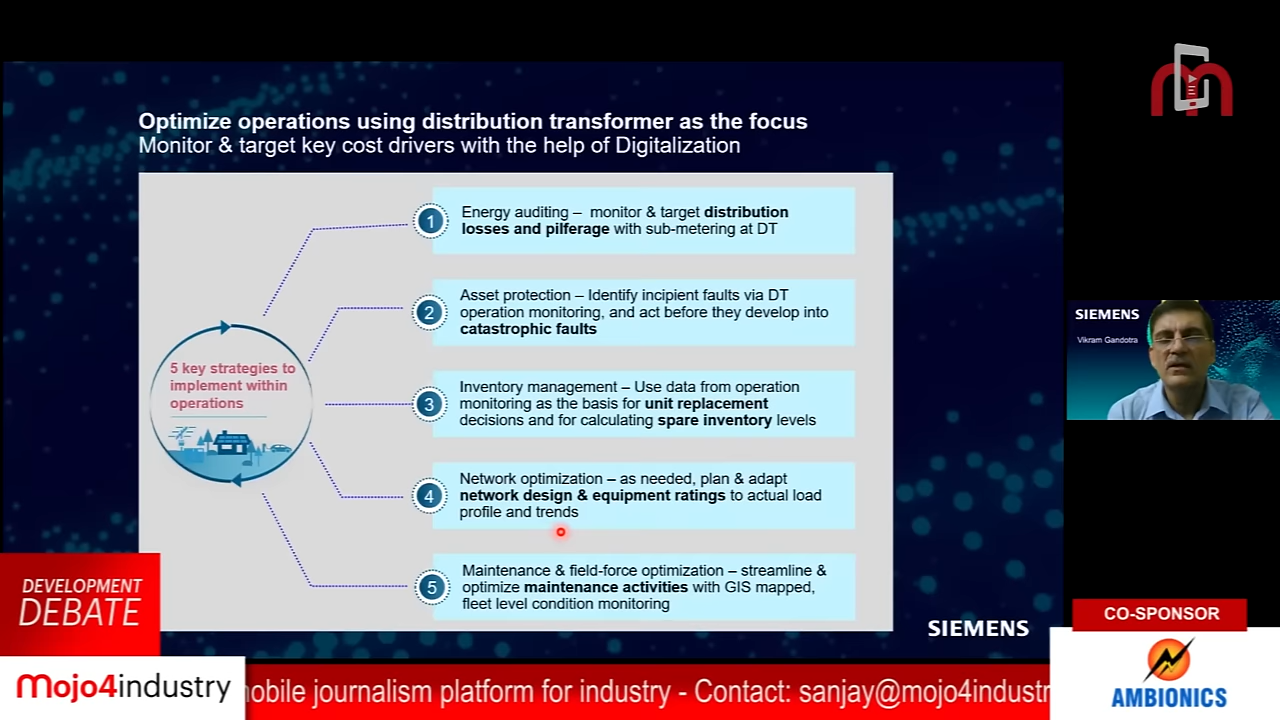 Optimize operations using distribution transformer as the focus
Monitor & target key cost drivers with the help of Digitalization
5 key strategies to
implement within
operations
1
Energy auditing – monitor & target distribution
losses and pilferage with sub-metering at DT
2
Asset protection – Identify incipient faults via DT
operation monitoring, and act before they develop into
catastrophic faults
3
Inventory management – Use data from operation
monitoring as the basis for unit replacement
decisions and for calculating spare inventory levels
4
Network optimization – as needed, plan & adapt
network design & equipment ratings to actual load
profile and trends
5
Maintenance & field-force optimization – streamline &
optimize maintenance activities with GIS mapped,
fleet level condition monitoring
SIEMENS
SIEMENS
Vikram Gandotra
DEVELOPMENT
DEBATE
CO-SPONSOR
AMBIONICS
Mojo4industry
mobile journalism platform for industry - Contact: sanjay@mojo4industr